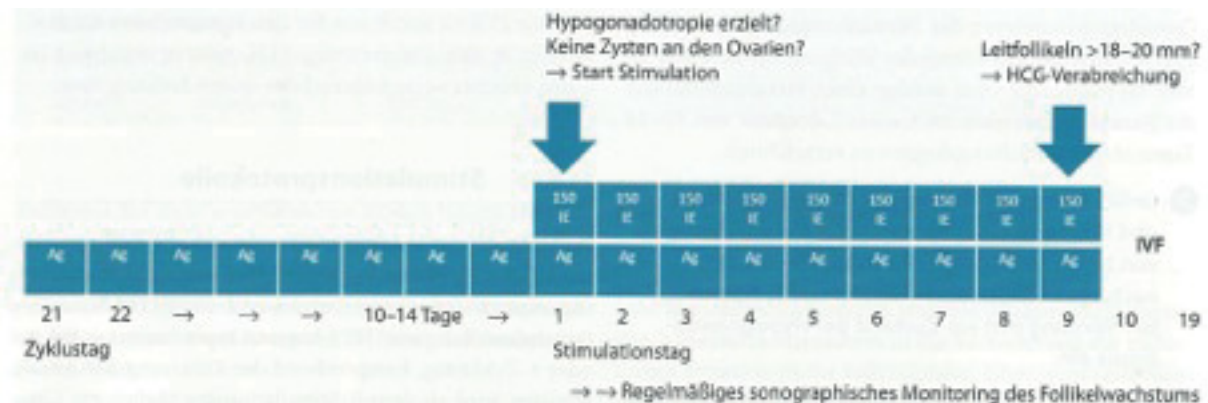 Hypogonadotropie erzielt?
Keine Zysten an den Ovarien?
→ Start Stimulation
Leitfollikeln >18–20 mm?
→ HCG-Verabreichung
150 IE 150 IE 150 IE 150 IE 150 IE 150 IE 150 IE 150 IE 150 IE
IVF
Ag Ag Ag Ag Ag Ag Ag Ag Ag Ag Ag Ag Ag Ag Ag Ag Ag
21 22 → → → 10–14 Tage → 1 2 3 4 5 6 7 8 9 10 19
Zyklustag
Stimulationstag
→ → Regelmäßiges sonographisches Monitoring des Follikelwachstums